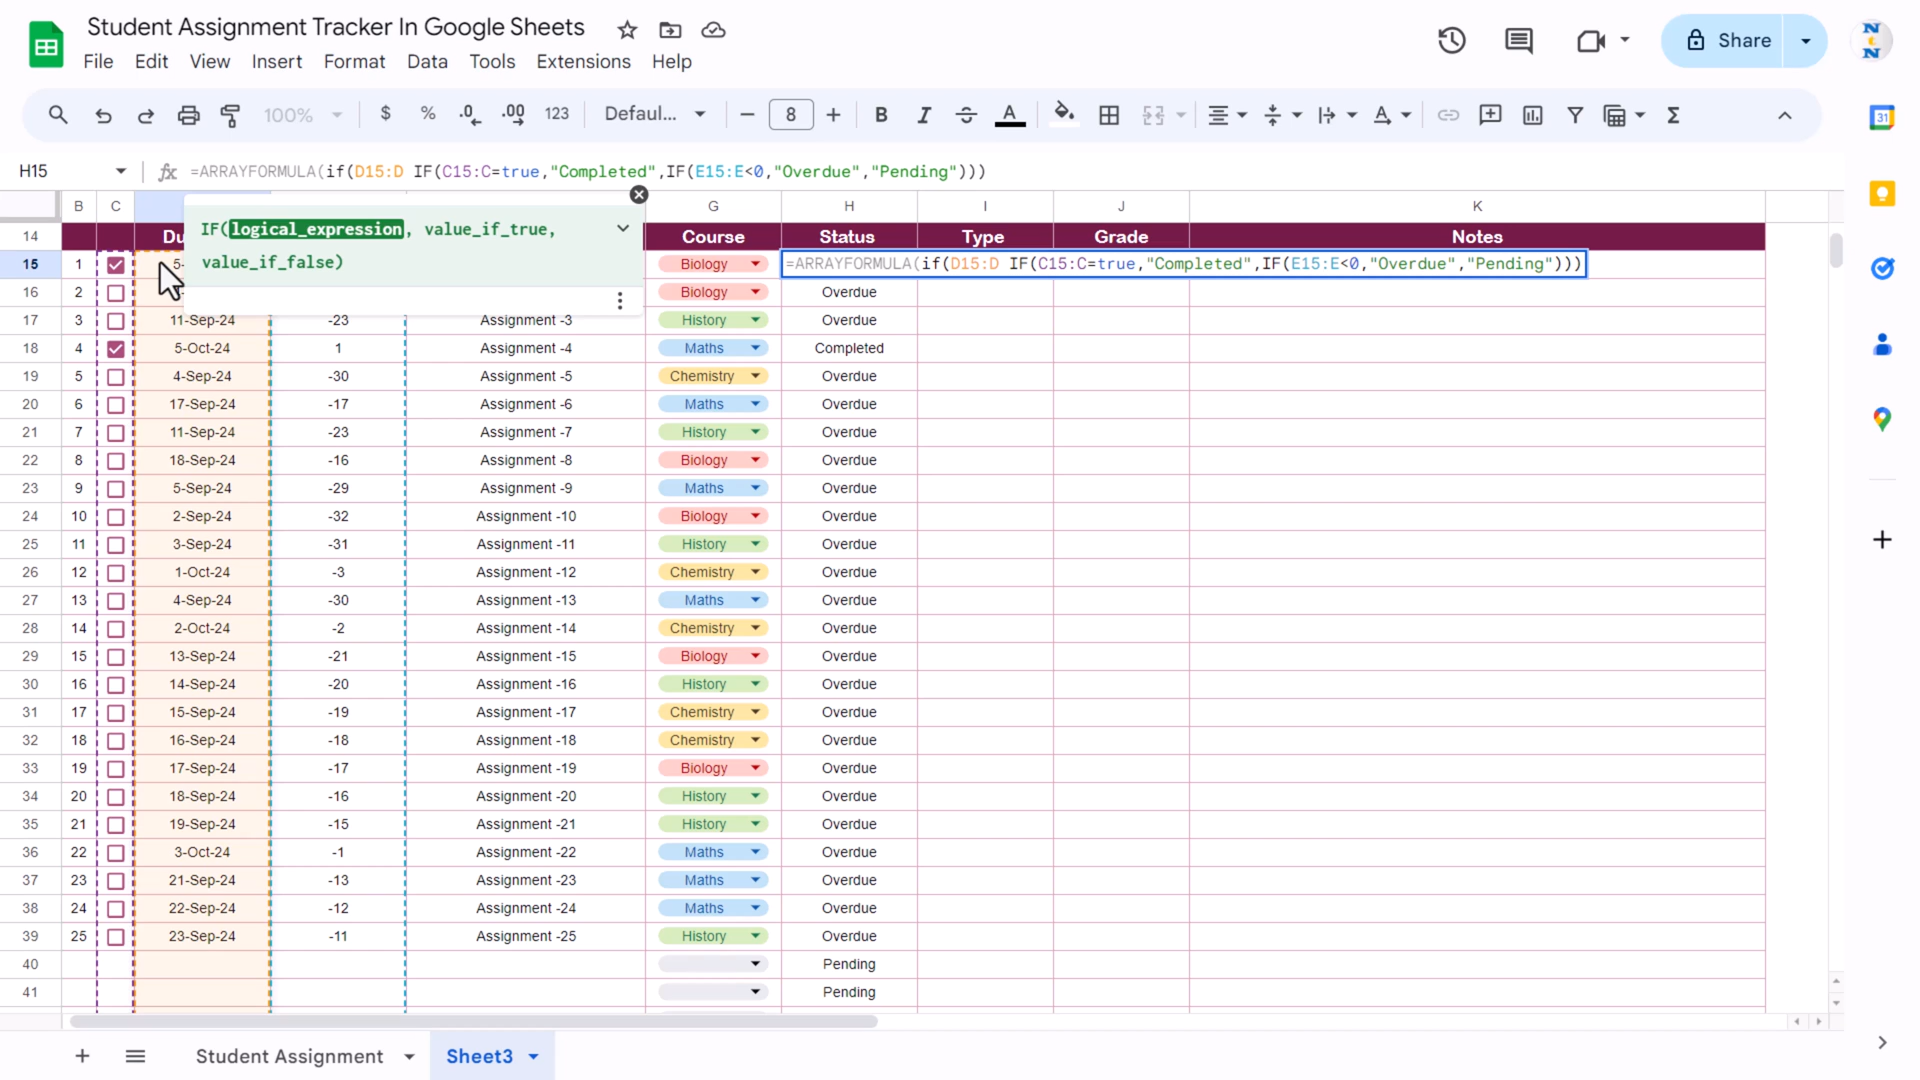 Student Assignment Tracker In Google Sheets
File Edit View Insert Format Data Tools Extensions Help
Share
100% $ % .0 .00 123 Defaul... 8 B I A
H15 fx =ARRAYFORMULA(if(D15:D IF(C15:C=true,"Completed",IF(E15:E<0,"Overdue","Pending")))
B C G H I J K
IF(logical_expression, value_if_true,
value_if_false)
14 Du Course Status Type Grade Notes
15 1 5- Biology =ARRAYFORMULA(if(D15:D IF(C15:C=true,"Completed",IF(E15:E<0,"Overdue","Pending")))
16 2 Biology Overdue
17 3 11-Sep-24 -23 Assignment -3 History Overdue
18 4 5-Oct-24 1 Assignment -4 Maths Completed
19 5 4-Sep-24 -30 Assignment -5 Chemistry Overdue
20 6 17-Sep-24 -17 Assignment -6 Maths Overdue
21 7 11-Sep-24 -23 Assignment -7 History Overdue
22 8 18-Sep-24 -16 Assignment -8 Biology Overdue
23 9 5-Sep-24 -29 Assignment -9 Maths Overdue
24 10 2-Sep-24 -32 Assignment -10 Biology Overdue
25 11 3-Sep-24 -31 Assignment -11 History Overdue
26 12 1-Oct-24 -3 Assignment -12 Chemistry Overdue
27 13 4-Sep-24 -30 Assignment -13 Maths Overdue
28 14 2-Oct-24 -2 Assignment -14 Chemistry Overdue
29 15 13-Sep-24 -21 Assignment -15 Biology Overdue
30 16 14-Sep-24 -20 Assignment -16 History Overdue
31 17 15-Sep-24 -19 Assignment -17 Chemistry Overdue
32 18 16-Sep-24 -18 Assignment -18 Chemistry Overdue
33 19 17-Sep-24 -17 Assignment -19 Biology Overdue
34 20 18-Sep-24 -16 Assignment -20 History Overdue
35 21 19-Sep-24 -15 Assignment -21 History Overdue
36 22 3-Oct-24 -1 Assignment -22 Maths Overdue
37 23 21-Sep-24 -13 Assignment -23 Maths Overdue
38 24 22-Sep-24 -12 Assignment -24 Maths Overdue
39 25 23-Sep-24 -11 Assignment -25 History Overdue
40 Pending
41 Pending
Student Assignment Sheet3